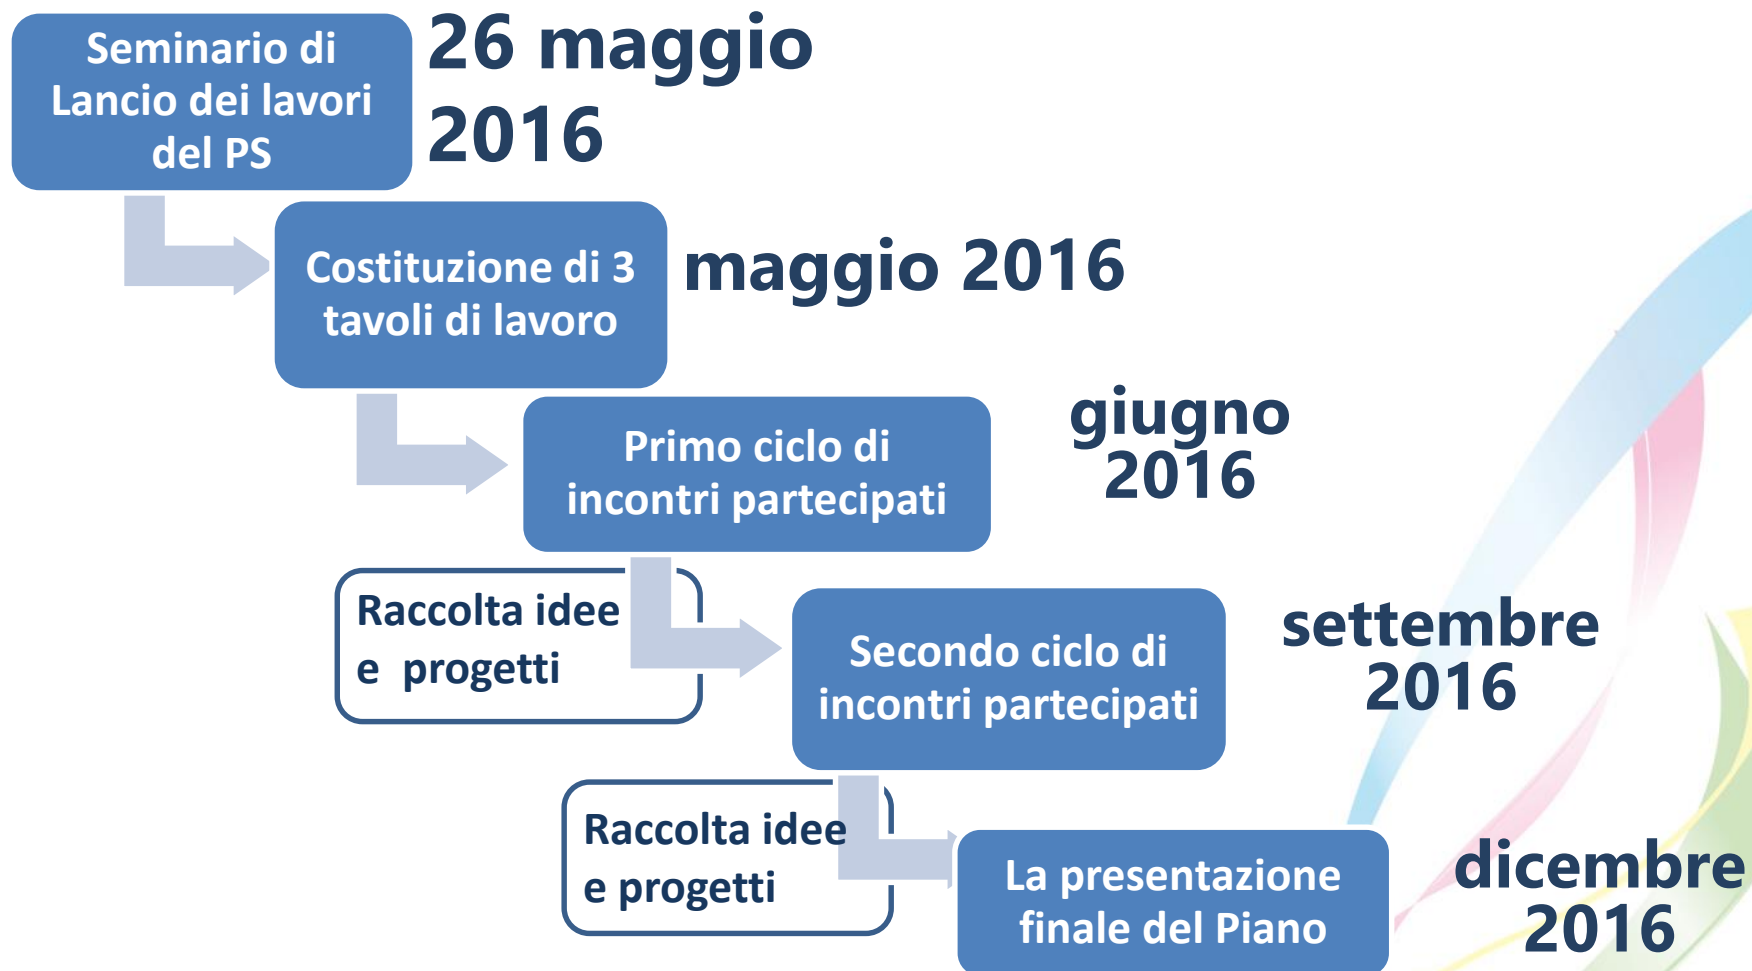 Seminario di
Lancio dei lavori
del PS
26 maggio
2016
Costituzione di 3
tavoli di lavoro
maggio 2016
Primo ciclo di
incontri partecipati
giugno
2016
Raccolta idee
e progetti
Secondo ciclo di
incontri partecipati
settembre
2016
Raccolta idee
e progetti
La presentazione
finale del Piano
dicembre
2016